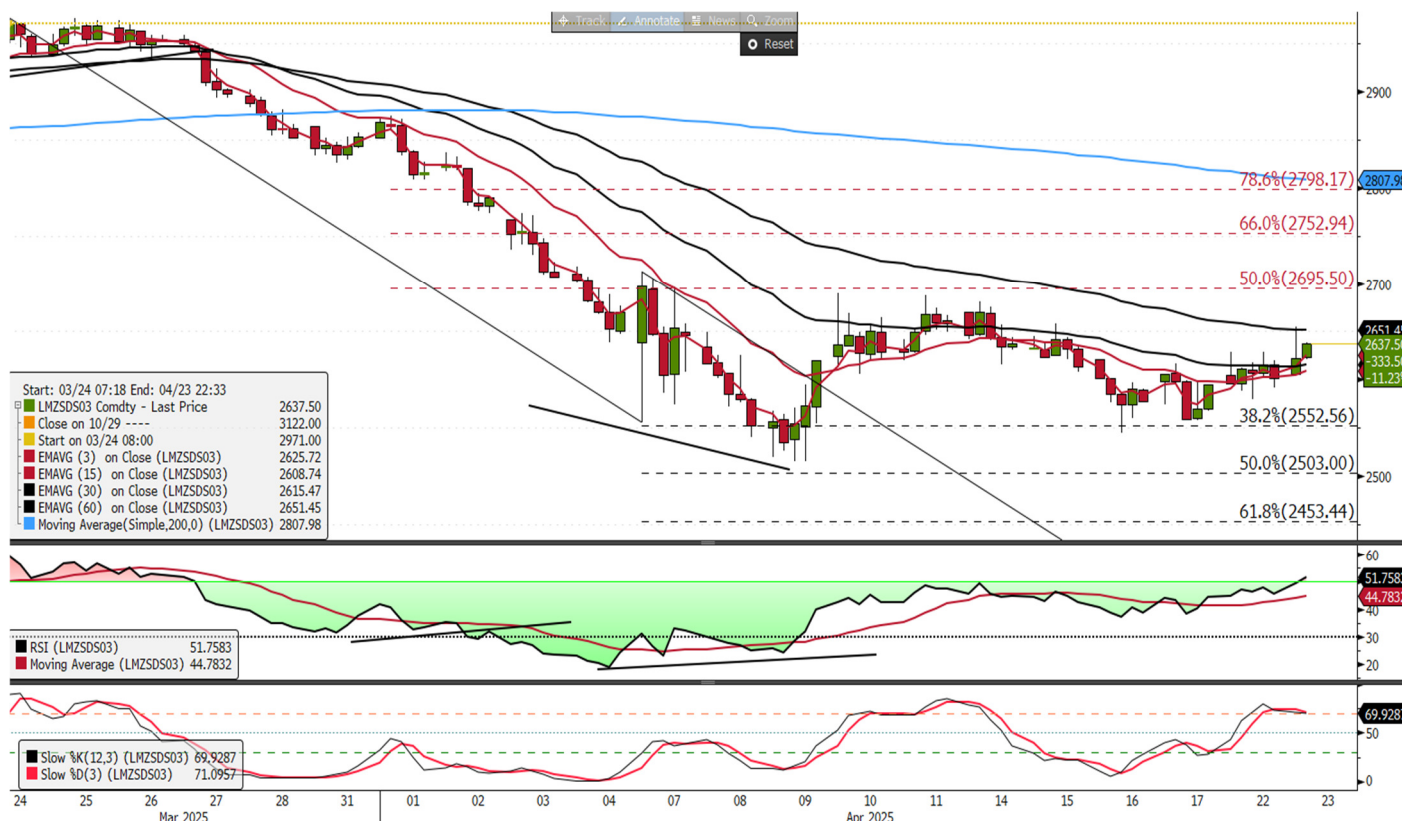 Track Annotate News Zoom
Reset
2900
78.6%(2798.17)
2807.98
2800
66.0%(2752.94)
50.0%(2695.50)
2700
2651.45
2637.50
38.2%(2552.56)
50.0%(2503.00)
2500
61.8%(2453.44)
Start: 03/24 07:18 End: 04/23 22:33
LMZSDS03 Comdty - Last Price 2637.50
Close on 10/29 ---- 3122.00
Start on 03/24 08:00 2971.00
EMAVG (3) on Close (LMZSDS03) 2625.72
EMAVG (15) on Close (LMZSDS03) 2608.74
EMAVG (30) on Close (LMZSDS03) 2615.47
EMAVG (60) on Close (LMZSDS03) 2651.45
Moving Average(Simple,200,0) (LMZSDS03) 2807.98
60
51.7583
44.7832
40
30
20
RSI (LMZSDS03) 51.7583
Moving Average (LMZSDS03) 44.7832
69.9287
50
0
Slow %K(12,3) (LMZSDS03) 69.9287
Slow %D(3) (LMZSDS03) 71.0957
24 25 26 27 28 31 01 02 03 04 07 08 09 10 11 14 15 16 17 22 23
Mar 2025 Apr 2025